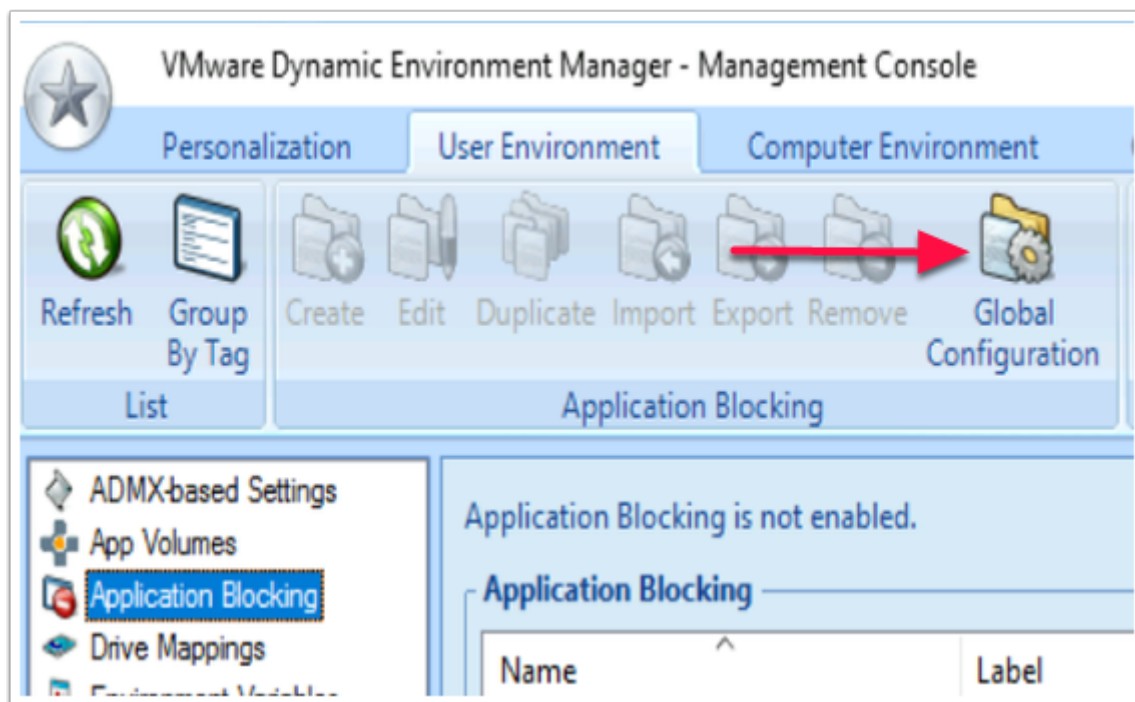 VMware Dynamic Environment Manager - Management Console
Personalization User Environment Computer Environment
Refresh Group By Tag Create Edit Duplicate Import Export Remove Global Configuration
List Application Blocking
ADMX-based Settings
App Volumes
Application Blocking
Drive Mappings
Application Blocking is not enabled.
Application Blocking
Name Label